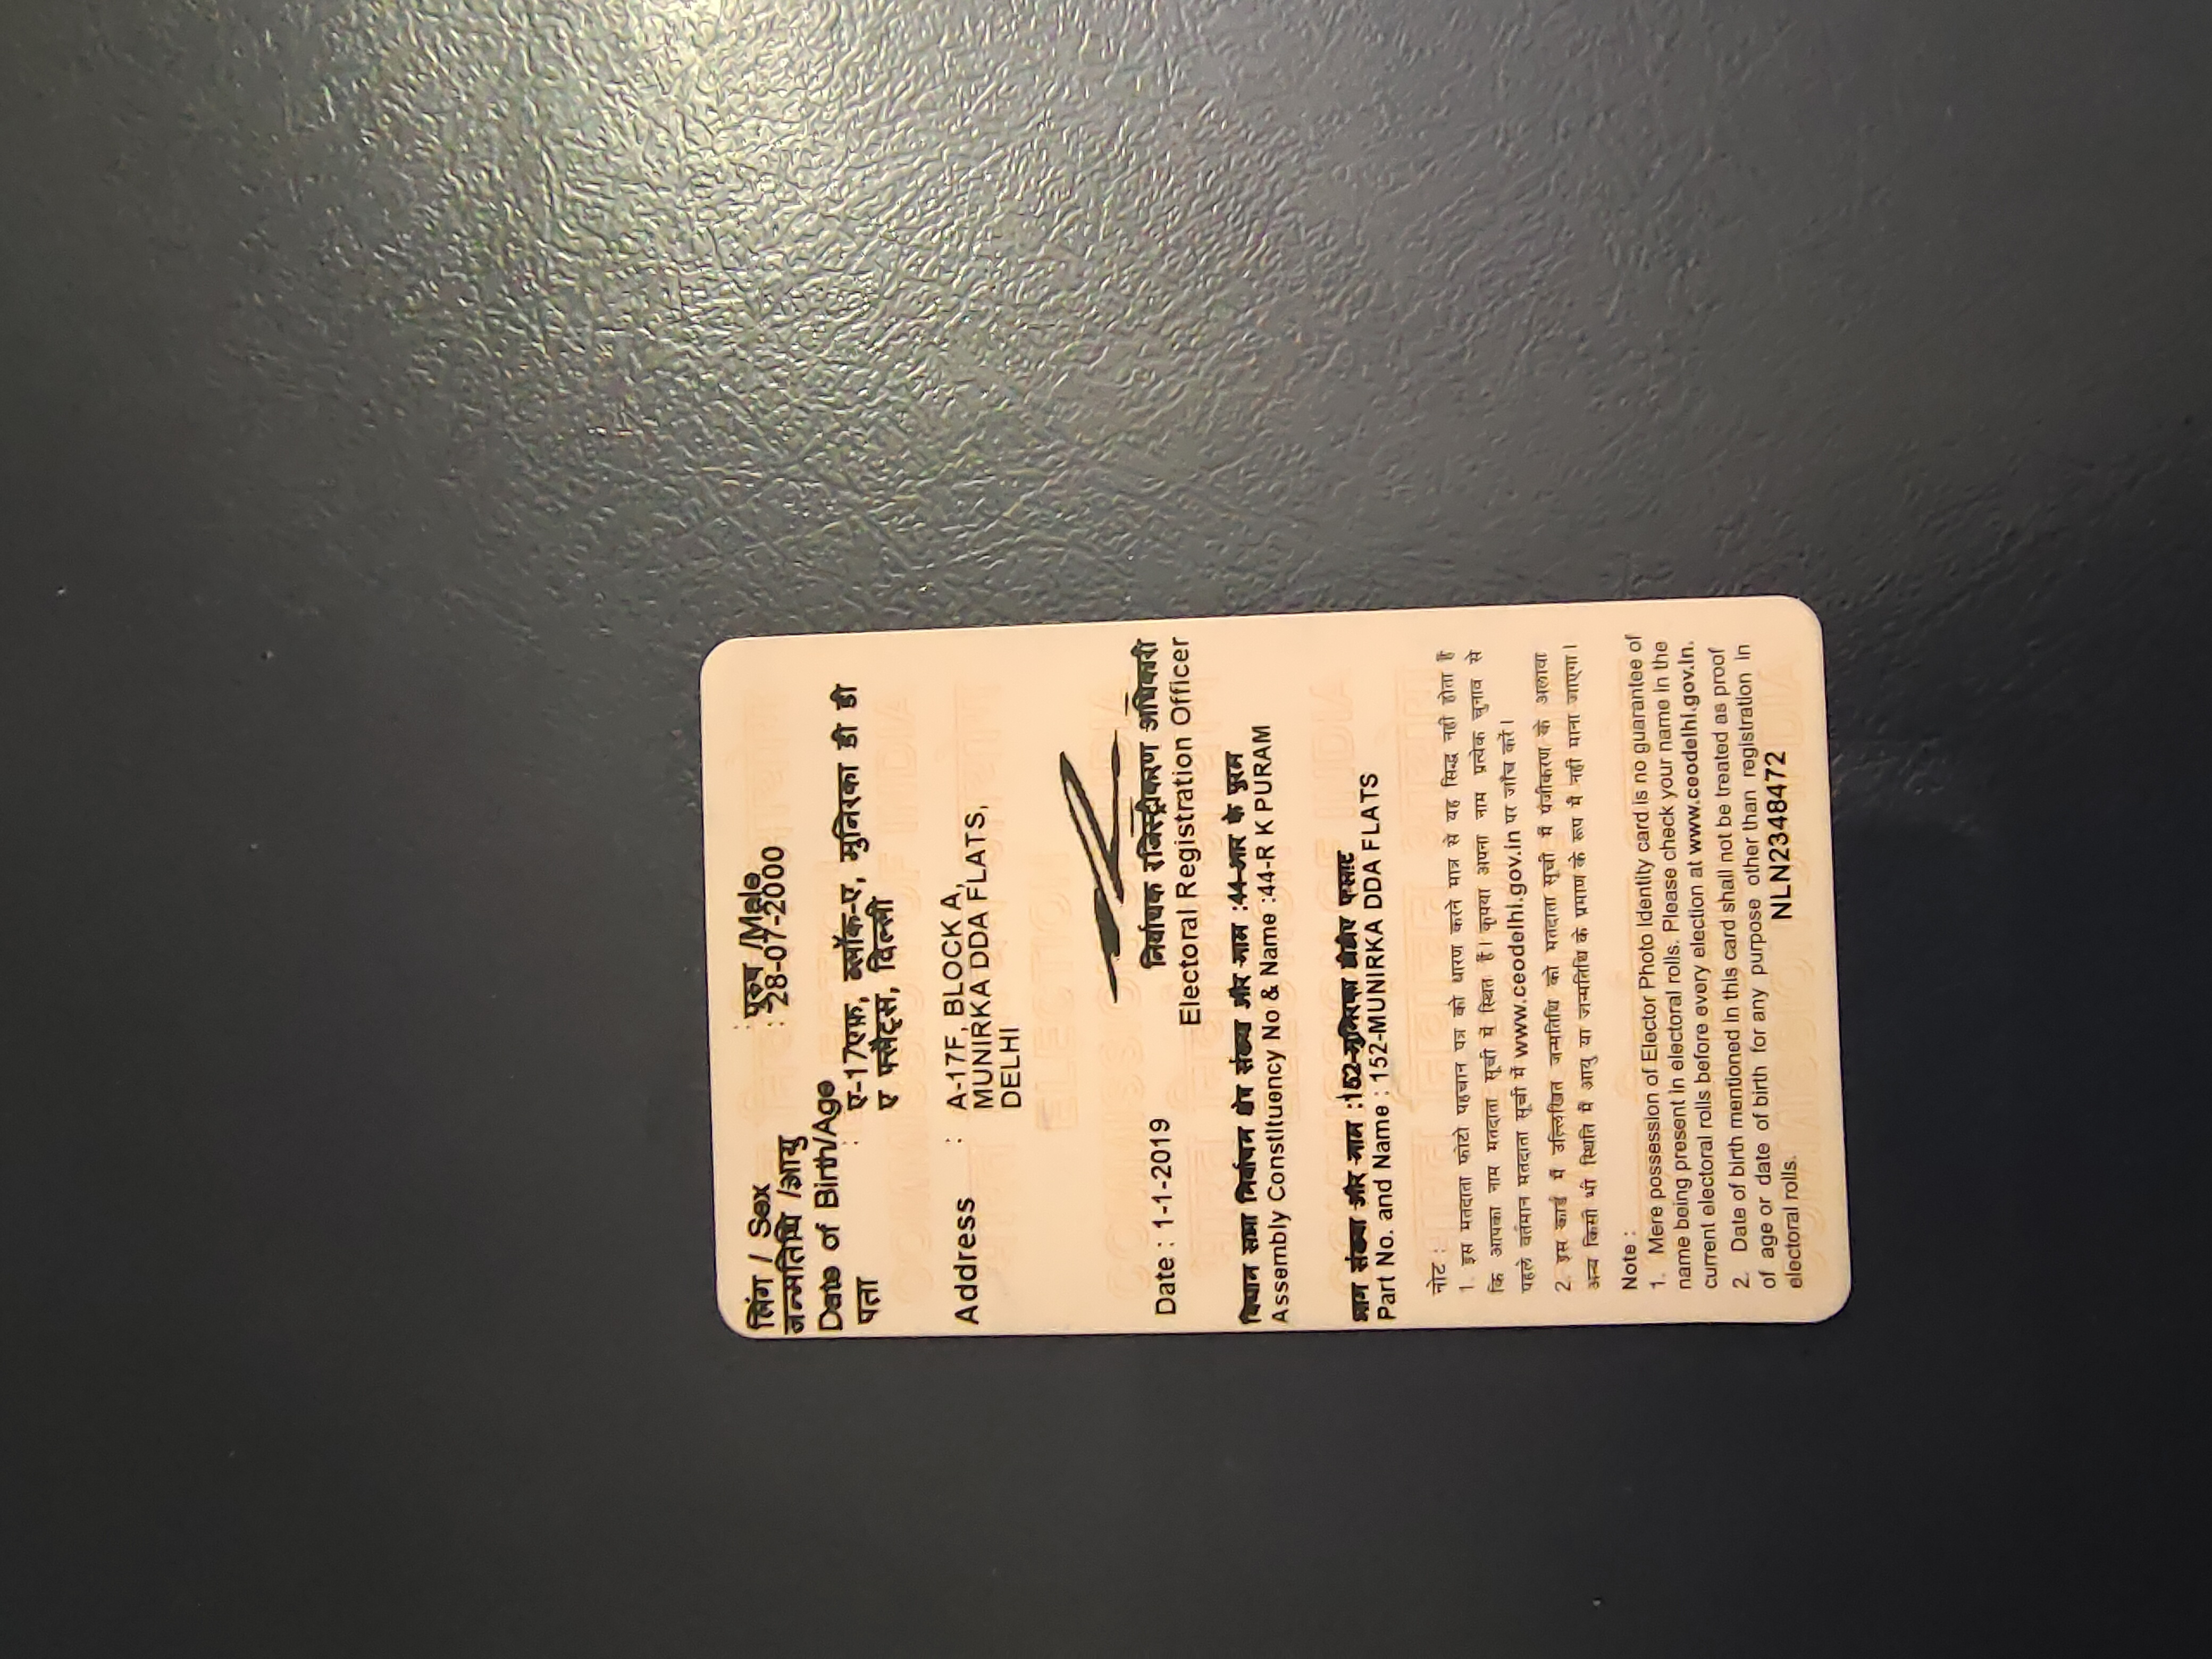 लिंग / Sex : पुरुष /Male
जन्मतिथि /आयु : 28-07-2000
Date of Birth/Age
पता : ए-17एफ़, ब्लॉक-ए, मुनिरका डी डी
ए फ्लैट्स, दिल्ली
Address : A-17F, BLOCK A,
MUNIRKA DDA FLATS,
DELHI
Date : 1-1-2019
निर्वाचक रजिस्ट्रीकरण अधिकारी
Electoral Registration Officer
विधान सभा निर्वाचन क्षेत्र संख्या और नाम :44-आर के पुरम
Assembly Constituency No & Name :44-R K PURAM
भाग संख्या और नाम :152-मुनिरका डीडीए फ्लाट
Part No. and Name : 152-MUNIRKA DDA FLATS
नोट :
1. इस मतदाता फोटो पहचान पत्र को धारण करने मात्र से यह सिद्ध नहीं होता है
कि आपका नाम मतदाता सूची में स्थित है। कृपया अपना नाम प्रत्येक चुनाव से
पहले वर्तमान मतदाता सूची में www.ceodelhi.gov.in पर जाँच करें।
2. इस कार्ड में उल्लिखित जन्मतिथि को मतदाता सूची में पंजीकरण के अलावा
अन्य किसी भी स्थिति में आयु या जन्मतिथि के प्रमाण के रूप में नहीं माना जाएगा।
Note :
1. Mere possession of Elector Photo Identity card is no guarantee of
name being present in electoral rolls. Please check your name in the
current electoral rolls before every election at www.ceodelhi.gov.in.
2. Date of birth mentioned in this card shall not be treated as proof
of age or date of birth for any purpose other than registration in
electoral rolls.
NLN2348472